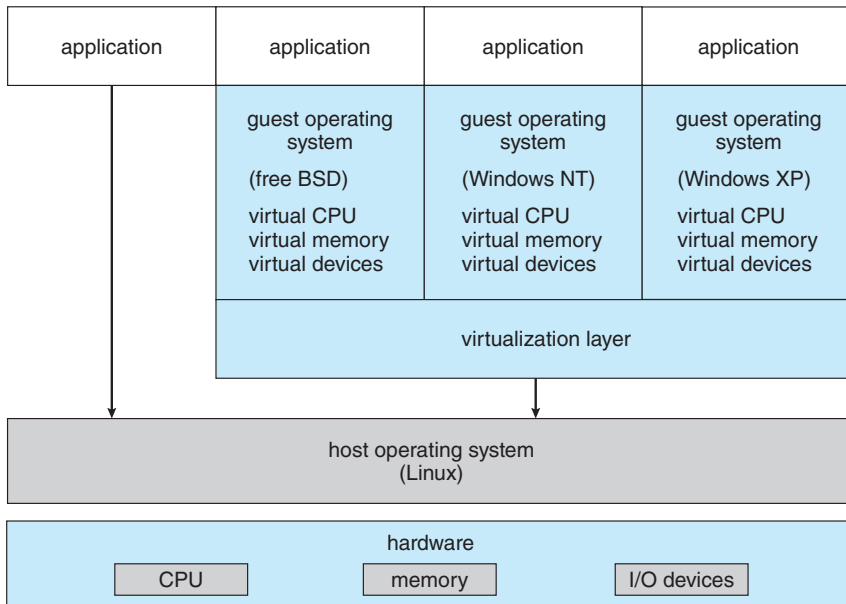 application
application
application
application
guest operating
system
(free BSD)
virtual CPU
virtual memory
virtual devices
guest operating
system
(Windows NT)
virtual CPU
virtual memory
virtual devices
guest operating
system
(Windows XP)
virtual CPU
virtual memory
virtual devices
virtualization layer
host operating system
(Linux)
hardware
CPU
memory
I/O devices